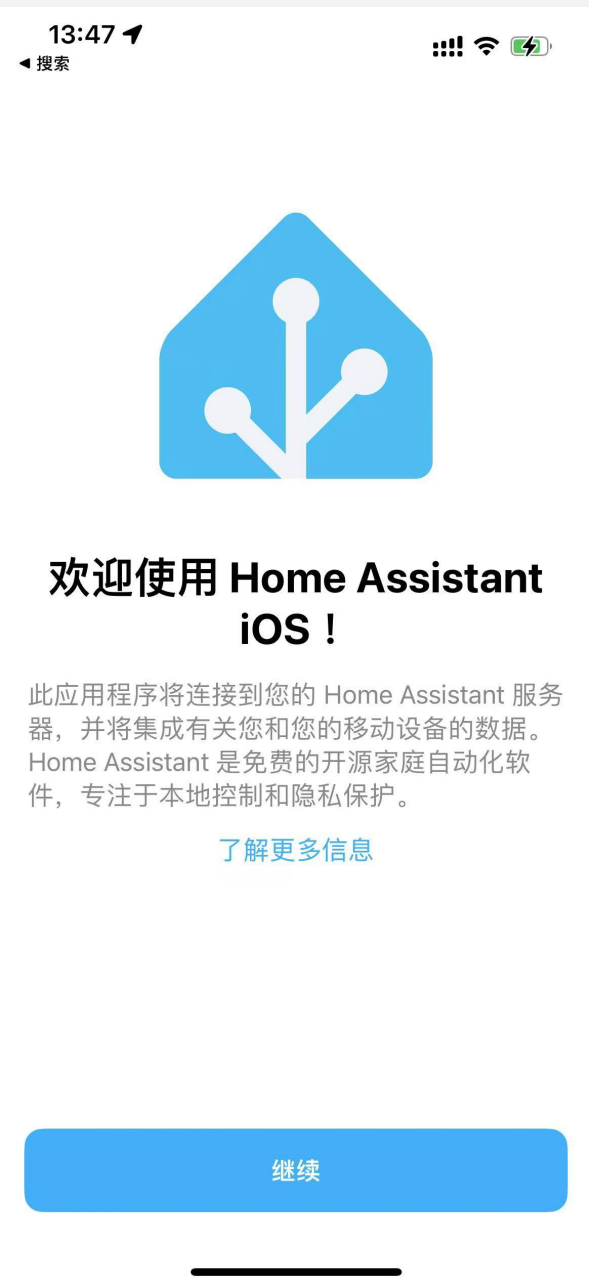 13:47
◀ 搜索
欢迎使用 Home Assistant
iOS！
此应用程序将连接到您的 Home Assistant 服务
器，并将集成有关您和您的移动设备的数据。
Home Assistant 是免费的开源家庭自动化软
件，专注于本地控制和隐私保护。
了解更多信息
继续